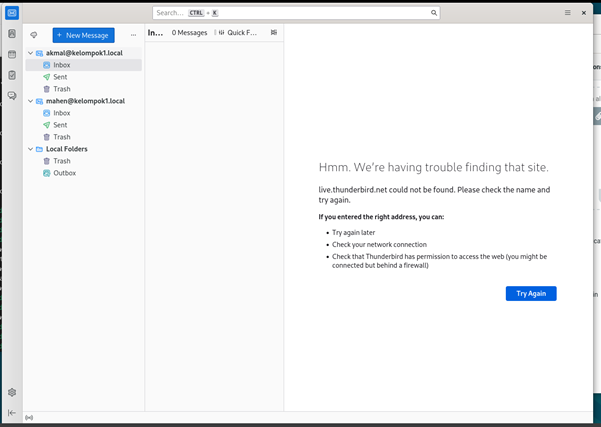 Search... CTRL + K
+ New Message
In... 0 Messages Quick F...
akmal@kelompok1.local
Inbox
Sent
Trash
mahen@kelompok1.local
Inbox
Sent
Trash
Local Folders
Trash
Outbox
Hmm. We're having trouble finding that site.
live.thunderbird.net could not be found. Please check the name and
try again.
If you entered the right address, you can:
• Try again later
• Check your network connection
• Check that Thunderbird has permission to access the web (you might be
connected but behind a firewall)
Try Again